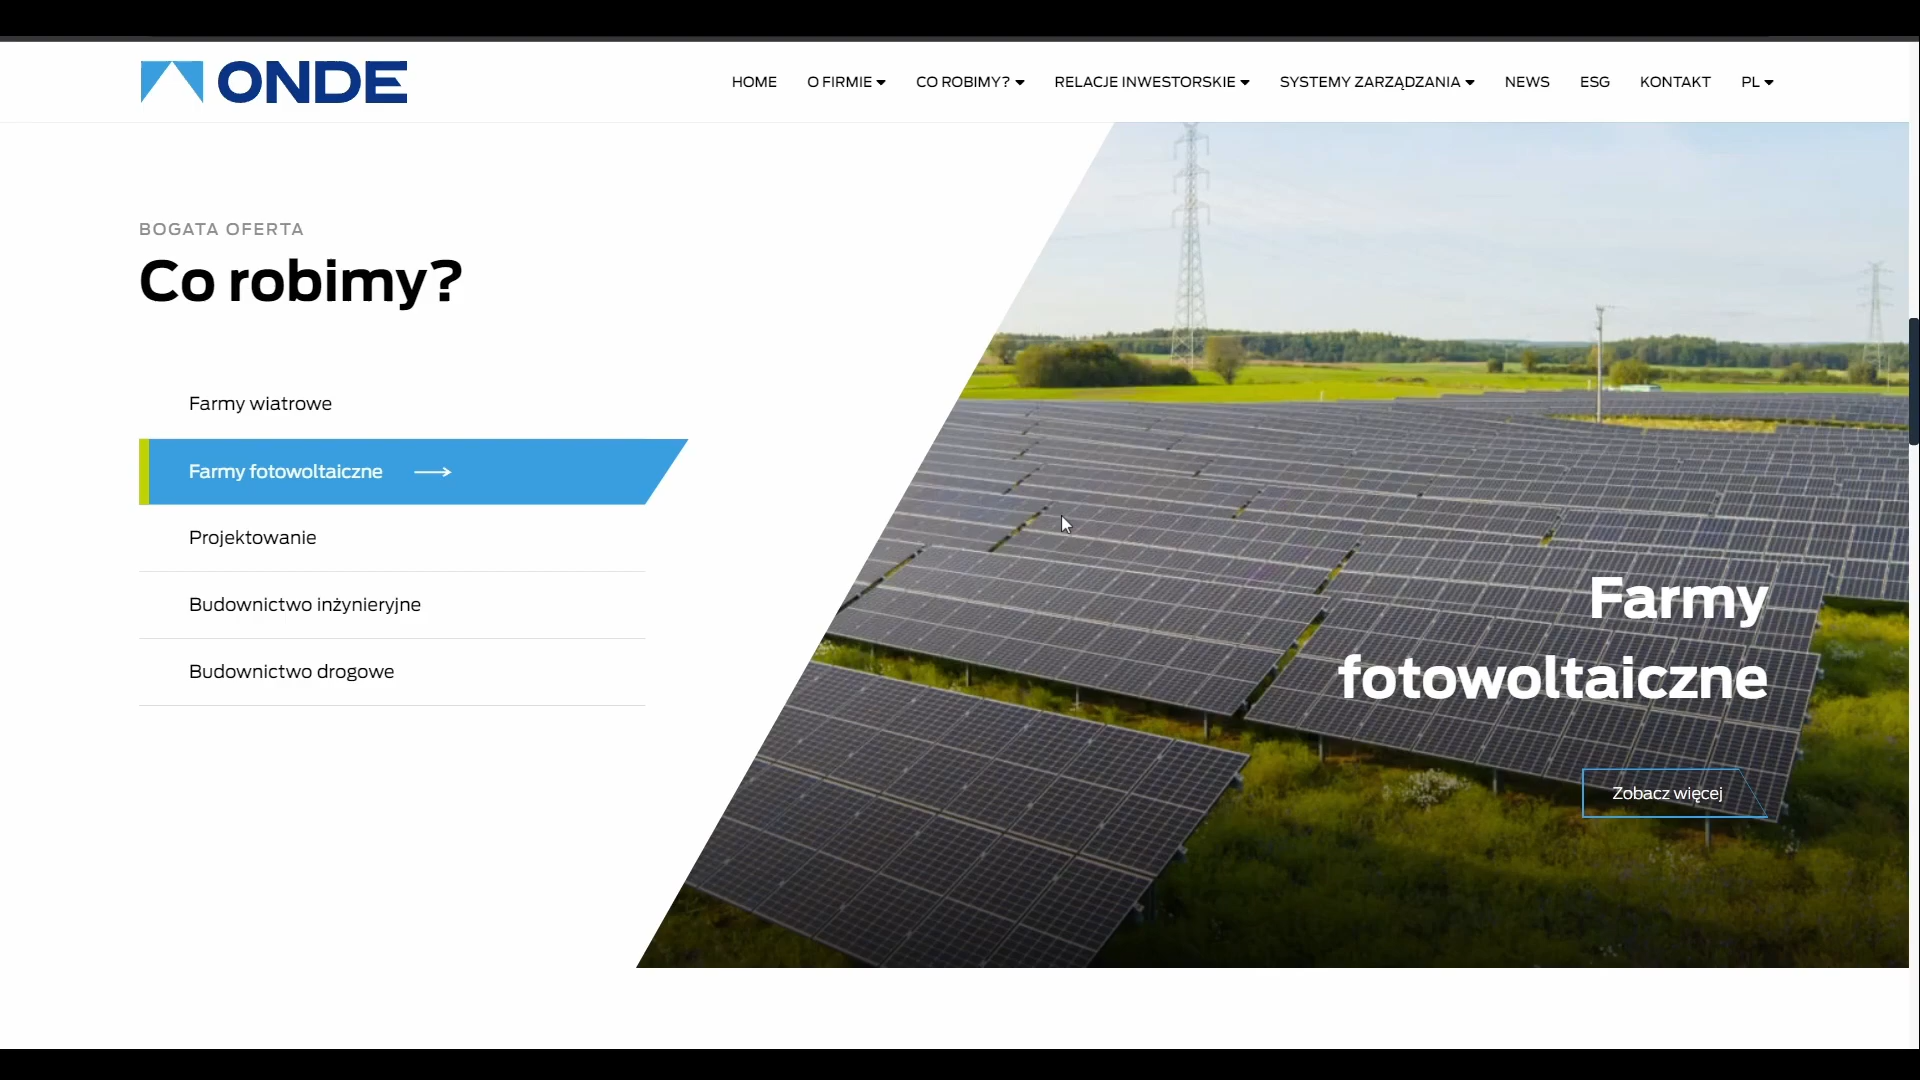 ONDE
HOME O FIRMIE CO ROBIMY? RELACJE INWESTORSKIE SYSTEMY ZARZĄDZANIA NEWS ESG KONTAKT PL
BOGATA OFERTA
Co robimy?
Farmy wiatrowe
Farmy fotowoltaiczne
Projektowanie
Budownictwo inżynieryjne
Budownictwo drogowe
Farmy
fotowoltaiczne
Zobacz więcej